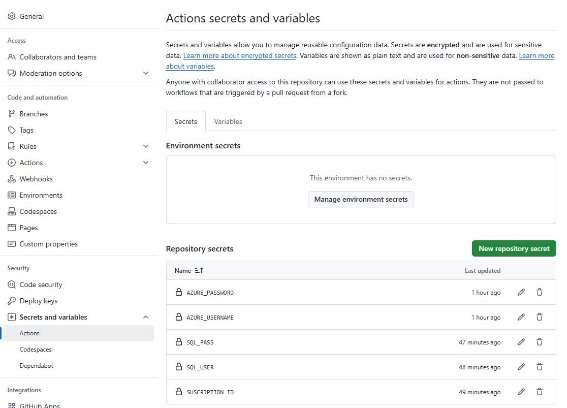 General
Access
Collaborators and teams
Moderation options
Code and automation
Branches
Tags
Rules
Actions
Webhooks
Environments
Codespaces
Pages
Custom properties
Security
Code security
Deploy keys
Secrets and variables
Actions
Codespaces
Dependabot
Integrations
GitHub Apps
Actions secrets and variables
Secrets and variables allow you to manage reusable configuration data. Secrets are encrypted and are used for sensitive
data. Learn more about encrypted secrets. Variables are shown as plain text and are used for non-sensitive data. Learn more
about variables.
Anyone with collaborator access to this repository can use these secrets and variables for actions. They are not passed to
workflows that are triggered by a pull request from a fork.
Secrets Variables
Environment secrets
This environment has no secrets.
Manage environment secrets
Repository secrets New repository secret
Name Last updated
AZURE_PASSWORD 1 hour ago
AZURE_USERNAME 1 hour ago
SQL_PASS 47 minutes ago
SQL_USER 48 minutes ago
SUSCRIPTION_ID 49 minutes ago